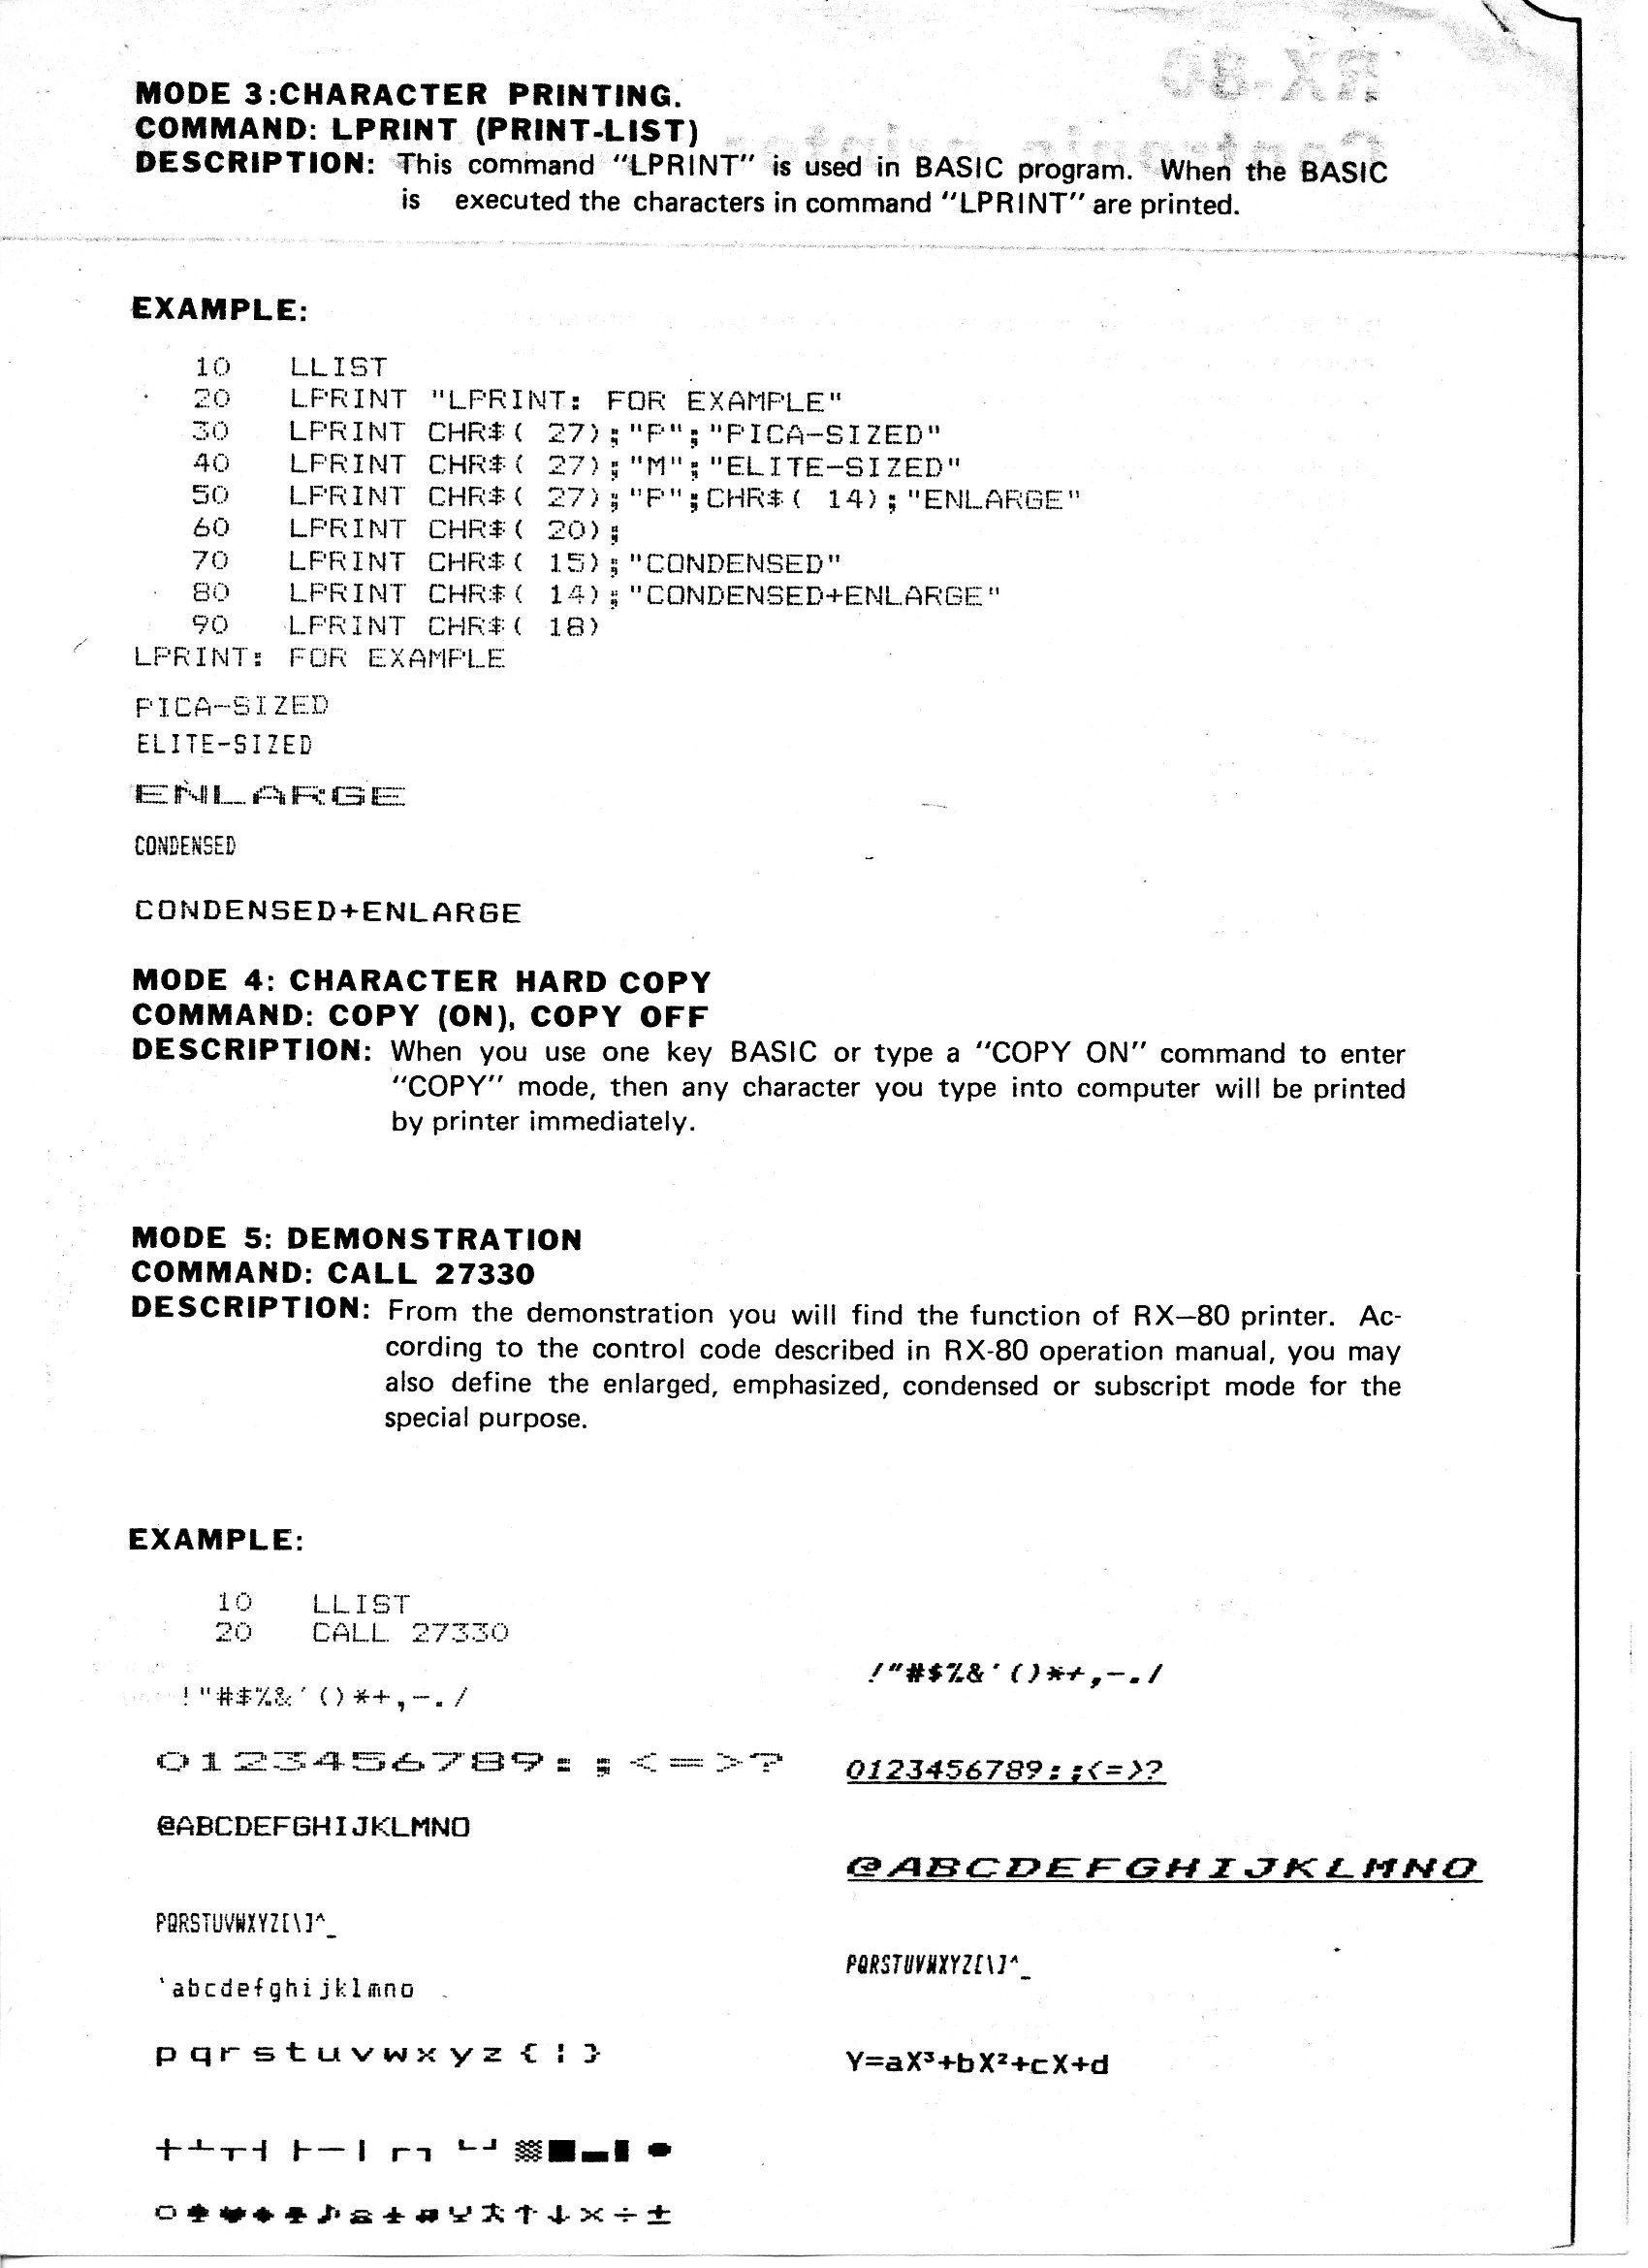 MODE 3:CHARACTER PRINTING.
COMMAND: LPRINT (PRINT-LIST)
DESCRIPTION: This command "LPRINT" is used in BASIC program. When the BASIC
is executed the characters in command "LPRINT" are printed.
EXAMPLE:
10 LLIST
20 LPRINT "LPRINT: FOR EXAMPLE"
30 LPRINT CHR$( 27);"P";"PICA-SIZED"
40 LPRINT CHR$( 27);"M";"ELITE-SIZED"
50 LPRINT CHR$( 27);"P";CHR$( 14);"ENLARGE"
60 LPRINT CHR$( 20);
70 LPRINT CHR$( 15);"CONDENSED"
80 LPRINT CHR$( 14);"CONDENSED+ENLARGE"
90 LPRINT CHR$( 18)
LPRINT: FOR EXAMPLE
PICA-SIZED
ELITE-SIZED
ENLARGE
CONDENSED
CONDENSED+ENLARGE
MODE 4: CHARACTER HARD COPY
COMMAND: COPY (ON), COPY OFF
DESCRIPTION: When you use one key BASIC or type a "COPY ON" command to enter
"COPY" mode, then any character you type into computer will be printed
by printer immediately.
MODE 5: DEMONSTRATION
COMMAND: CALL 27330
DESCRIPTION: From the demonstration you will find the function of RX–80 printer. Ac-
cording to the control code described in RX-80 operation manual, you may
also define the enlarged, emphasized, condensed or subscript mode for the
special purpose.
EXAMPLE:
10 LLIST
20 CALL 27330
!"#$%&'()*+,-./
0123456789:;<=>?
@ABCDEFGHIJKLMNO
PQRSTUVWXYZ[\]^_
`abcdefghijklmno
pqrstuvwxyz{|}
!"#$%&'()*+,-./
0123456789:;<=>?
@ABCDEFGHIJKLMNO
PQRSTUVWXYZ[\]^_
Y=aX³+bX²+cX+d